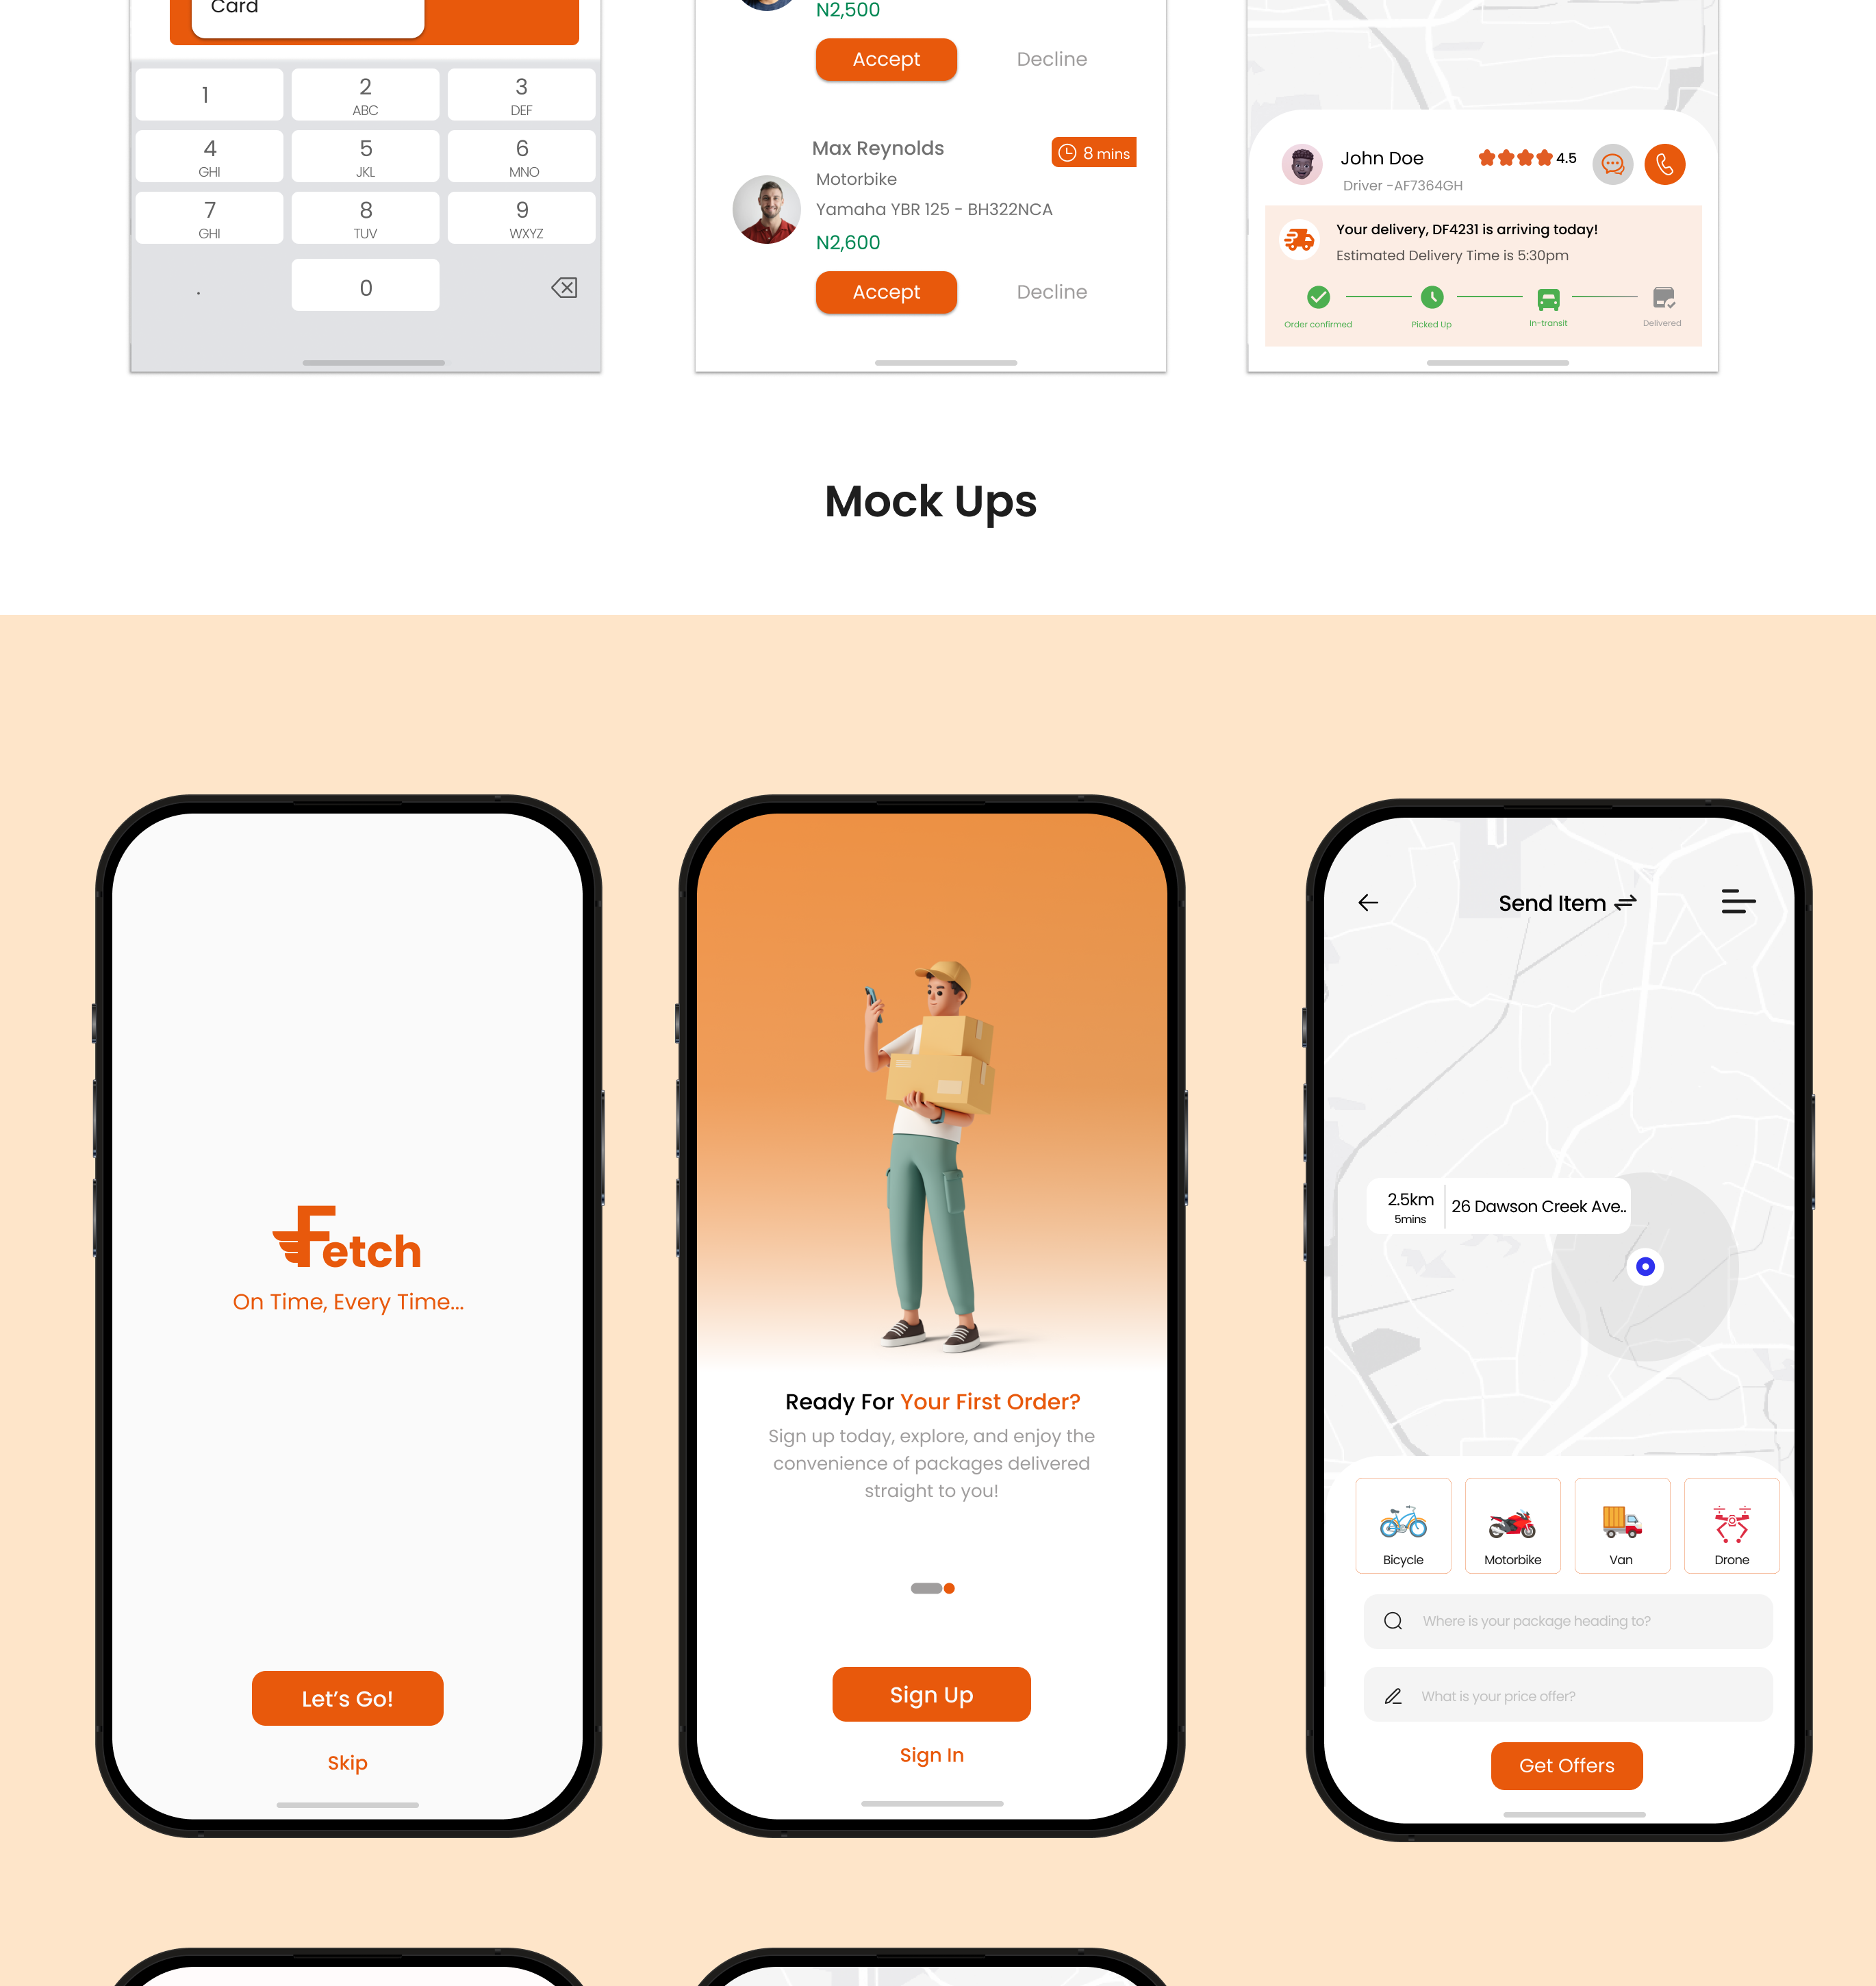 Card
1
2
ABC
3
DEF
4
GHI
5
JKL
6
MNO
7
GHI
8
TUV
9
WXYZ
.
0
N2,500
Accept
Decline
Max Reynolds
8 mins
Motorbike
Yamaha YBR 125 - BH322NCA
N2,600
Accept
Decline
John Doe
4.5
Driver -AF7364GH
Your delivery, DF4231 is arriving today!
Estimated Delivery Time is 5:30pm
Order confirmed
Picked Up
In-transit
Delivered
Mock Ups
Fetch
On Time, Every Time...
Let's Go!
Skip
Ready For Your First Order?
Sign up today, explore, and enjoy the
convenience of packages delivered
straight to you!
Sign Up
Sign In
Send Item
2.5km
5mins
26 Dawson Creek Ave..
Bicycle
Motorbike
Van
Drone
Where is your package heading to?
What is your price offer?
Get Offers